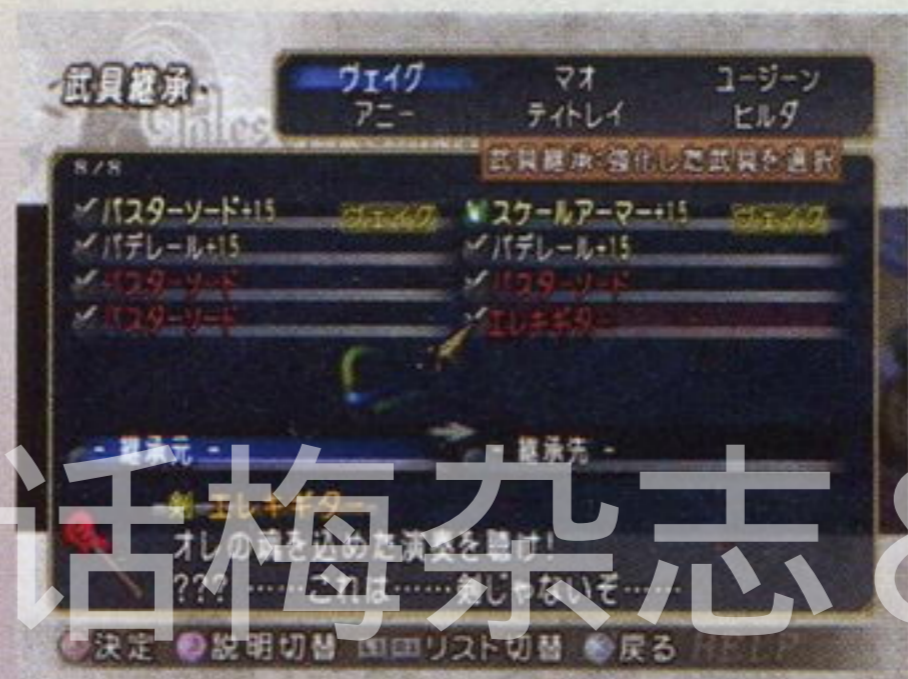 武具継承
ヴェイグ マオ ユージーン
アニー ティトレイ ヒルダ
武具継承:強化した武具を選択
8/8
バスターソード+15 ヴェイグ スケールアーマー+15 ヴェイグ
パデレール+15 パデレール+15
バスターソード バスターソード
バスターソード エレキギター
- 継承元 - - 継承先 -
剣 エレキギター
オレの魂を込めた演奏を聴け!
???……これは……剣じゃないぞ……
決定 説明切替 リスト切替 戻る HELP
话梅杂志&